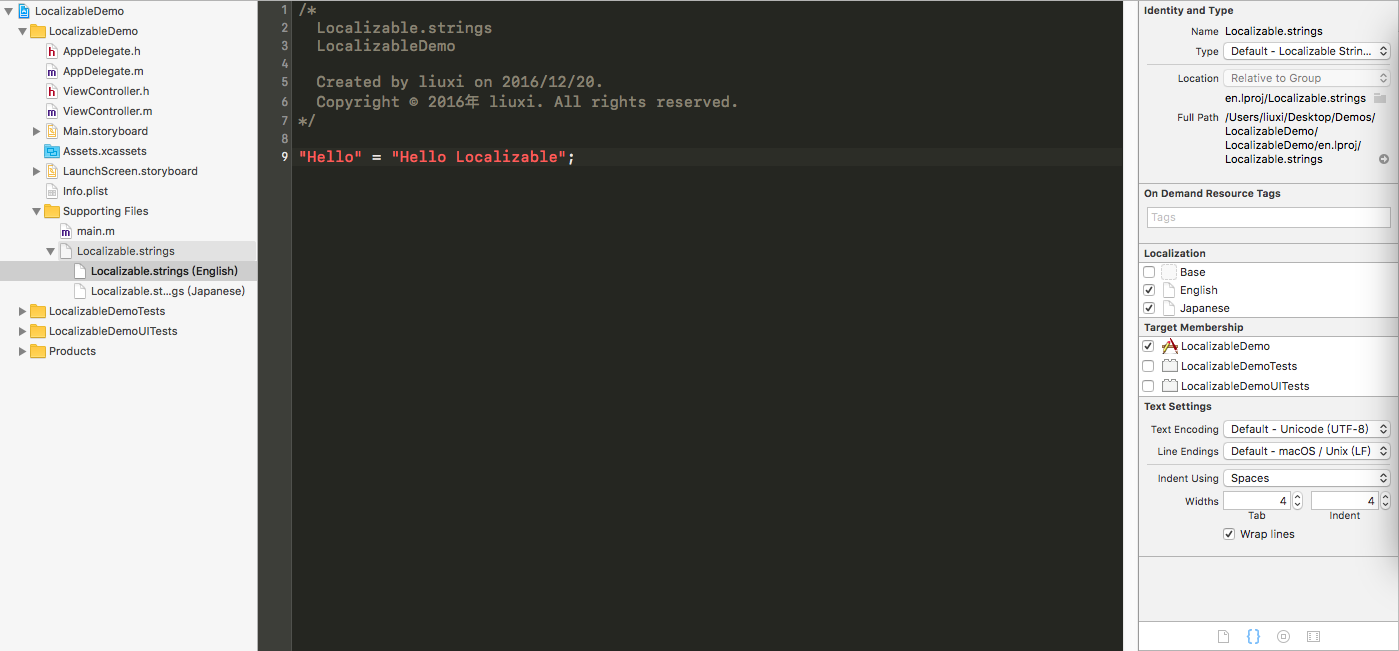 LocalizableDemo
LocalizableDemo
AppDelegate.h
AppDelegate.m
ViewController.h
ViewController.m
Main.storyboard
Assets.xcassets
LaunchScreen.storyboard
Info.plist
Supporting Files
main.m
Localizable.strings
Localizable.strings (English)
Localizable.st...gs (Japanese)
LocalizableDemoTests
LocalizableDemoUITests
Products
1 /*
2 Localizable.strings
3 LocalizableDemo
4
5 Created by liuxi on 2016/12/20.
6 Copyright © 2016年 liuxi. All rights reserved.
7 */
8
9 "Hello" = "Hello Localizable";
Identity and Type
Name Localizable.strings
Type Default - Localizable Strin...
Location Relative to Group
en.lproj/Localizable.strings
Full Path /Users/liuxi/Desktop/Demos/
LocalizableDemo/
LocalizableDemo/en.lproj/
Localizable.strings
On Demand Resource Tags
Tags
Localization
Base
English
Japanese
Target Membership
LocalizableDemo
LocalizableDemoTests
LocalizableDemoUITests
Text Settings
Text Encoding Default - Unicode (UTF-8)
Line Endings Default - macOS / Unix (LF)
Indent Using Spaces
Widths 4 4
Tab Indent
Wrap lines